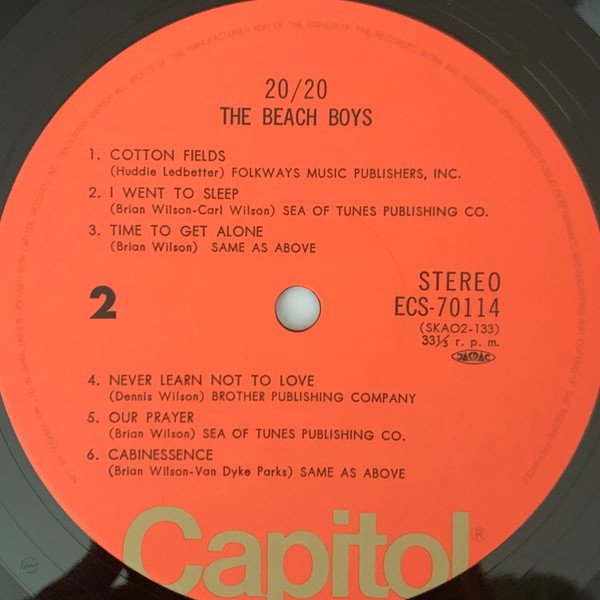 20/20
THE BEACH BOYS
1. COTTON FIELDS
(Huddie Ledbetter) FOLKWAYS MUSIC PUBLISHERS, INC.
2. I WENT TO SLEEP
(Brian Wilson-Carl Wilson) SEA OF TUNES PUBLISHING CO.
3. TIME TO GET ALONE
(Brian Wilson) SAME AS ABOVE
2
STEREO
ECS-70114
(SKAO2-133)
33⅓ r. p. m.
JASRAC
4. NEVER LEARN NOT TO LOVE
(Dennis Wilson) BROTHER PUBLISHING COMPANY
5. OUR PRAYER
(Brian Wilson) SEA OF TUNES PUBLISHING CO.
6. CABINESSENCE
(Brian Wilson-Van Dyke Parks) SAME AS ABOVE
Capitol®